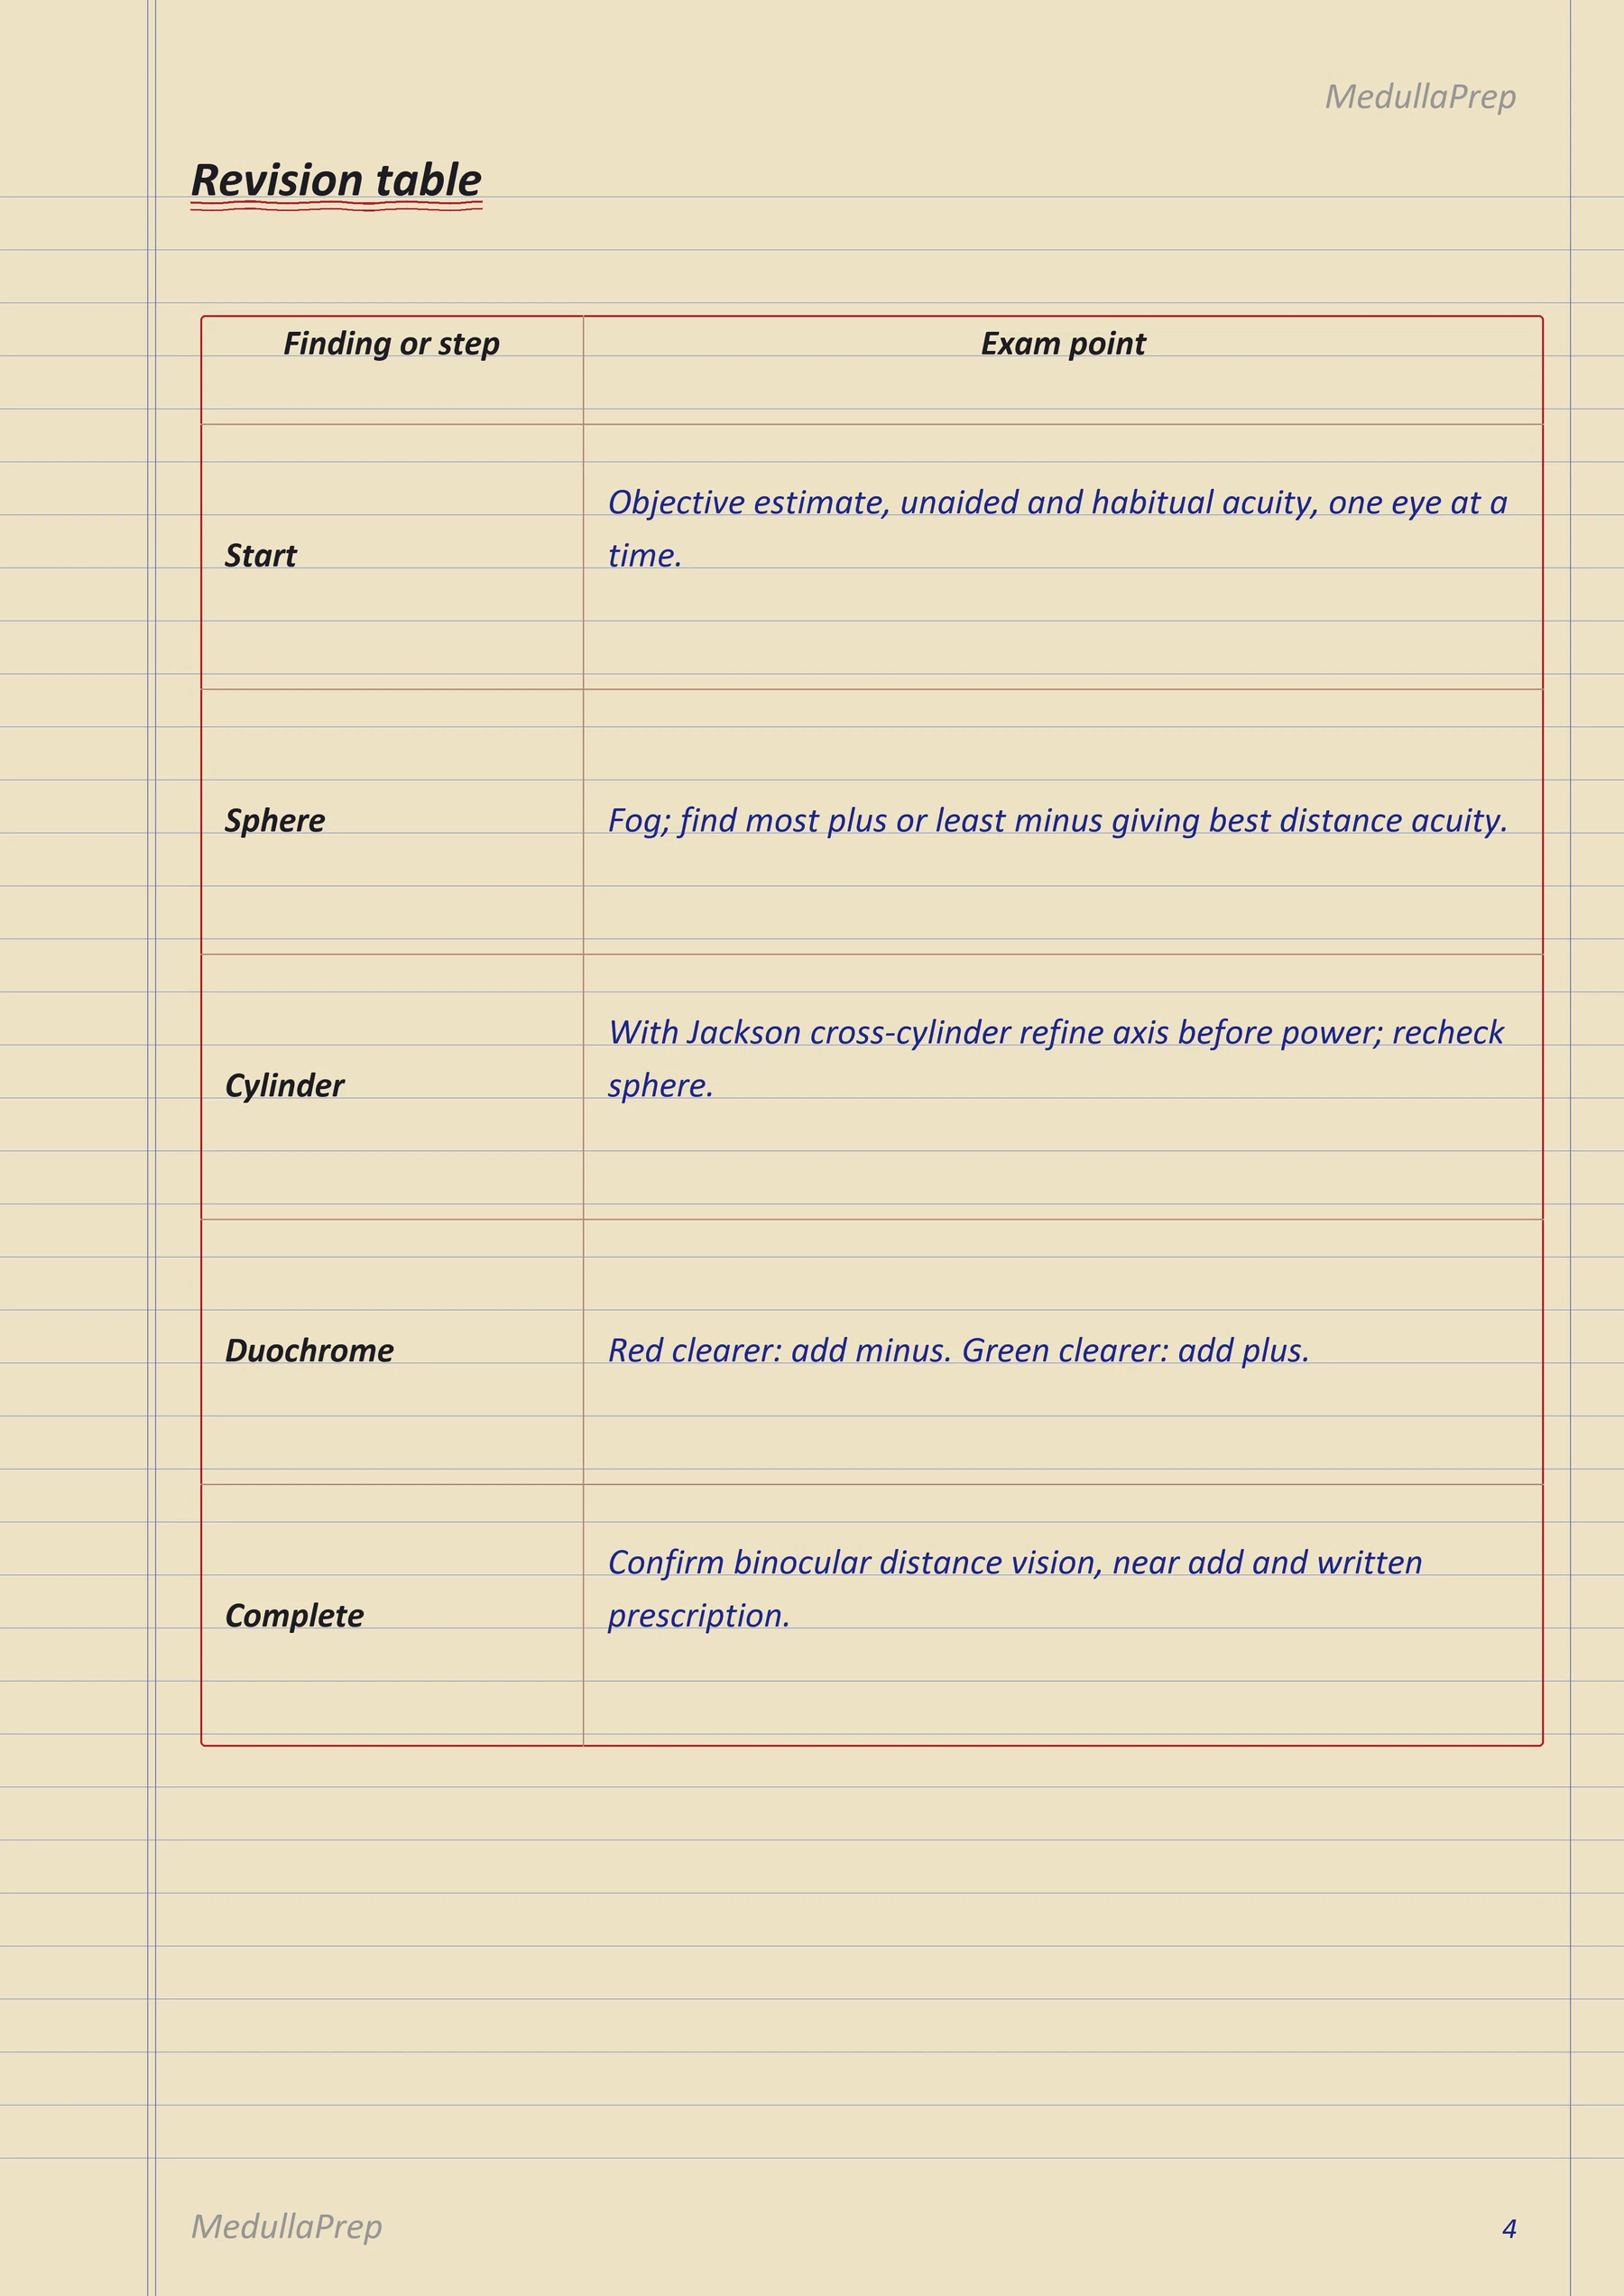 MedullaPrep
Revision table
Finding or step
Exam point
Start
Objective estimate, unaided and habitual acuity, one eye at a
time.
Sphere
Fog; find most plus or least minus giving best distance acuity.
Cylinder
With Jackson cross-cylinder refine axis before power; recheck
sphere.
Duochrome
Red clearer: add minus. Green clearer: add plus.
Complete
Confirm binocular distance vision, near add and written
prescription.
MedullaPrep
4